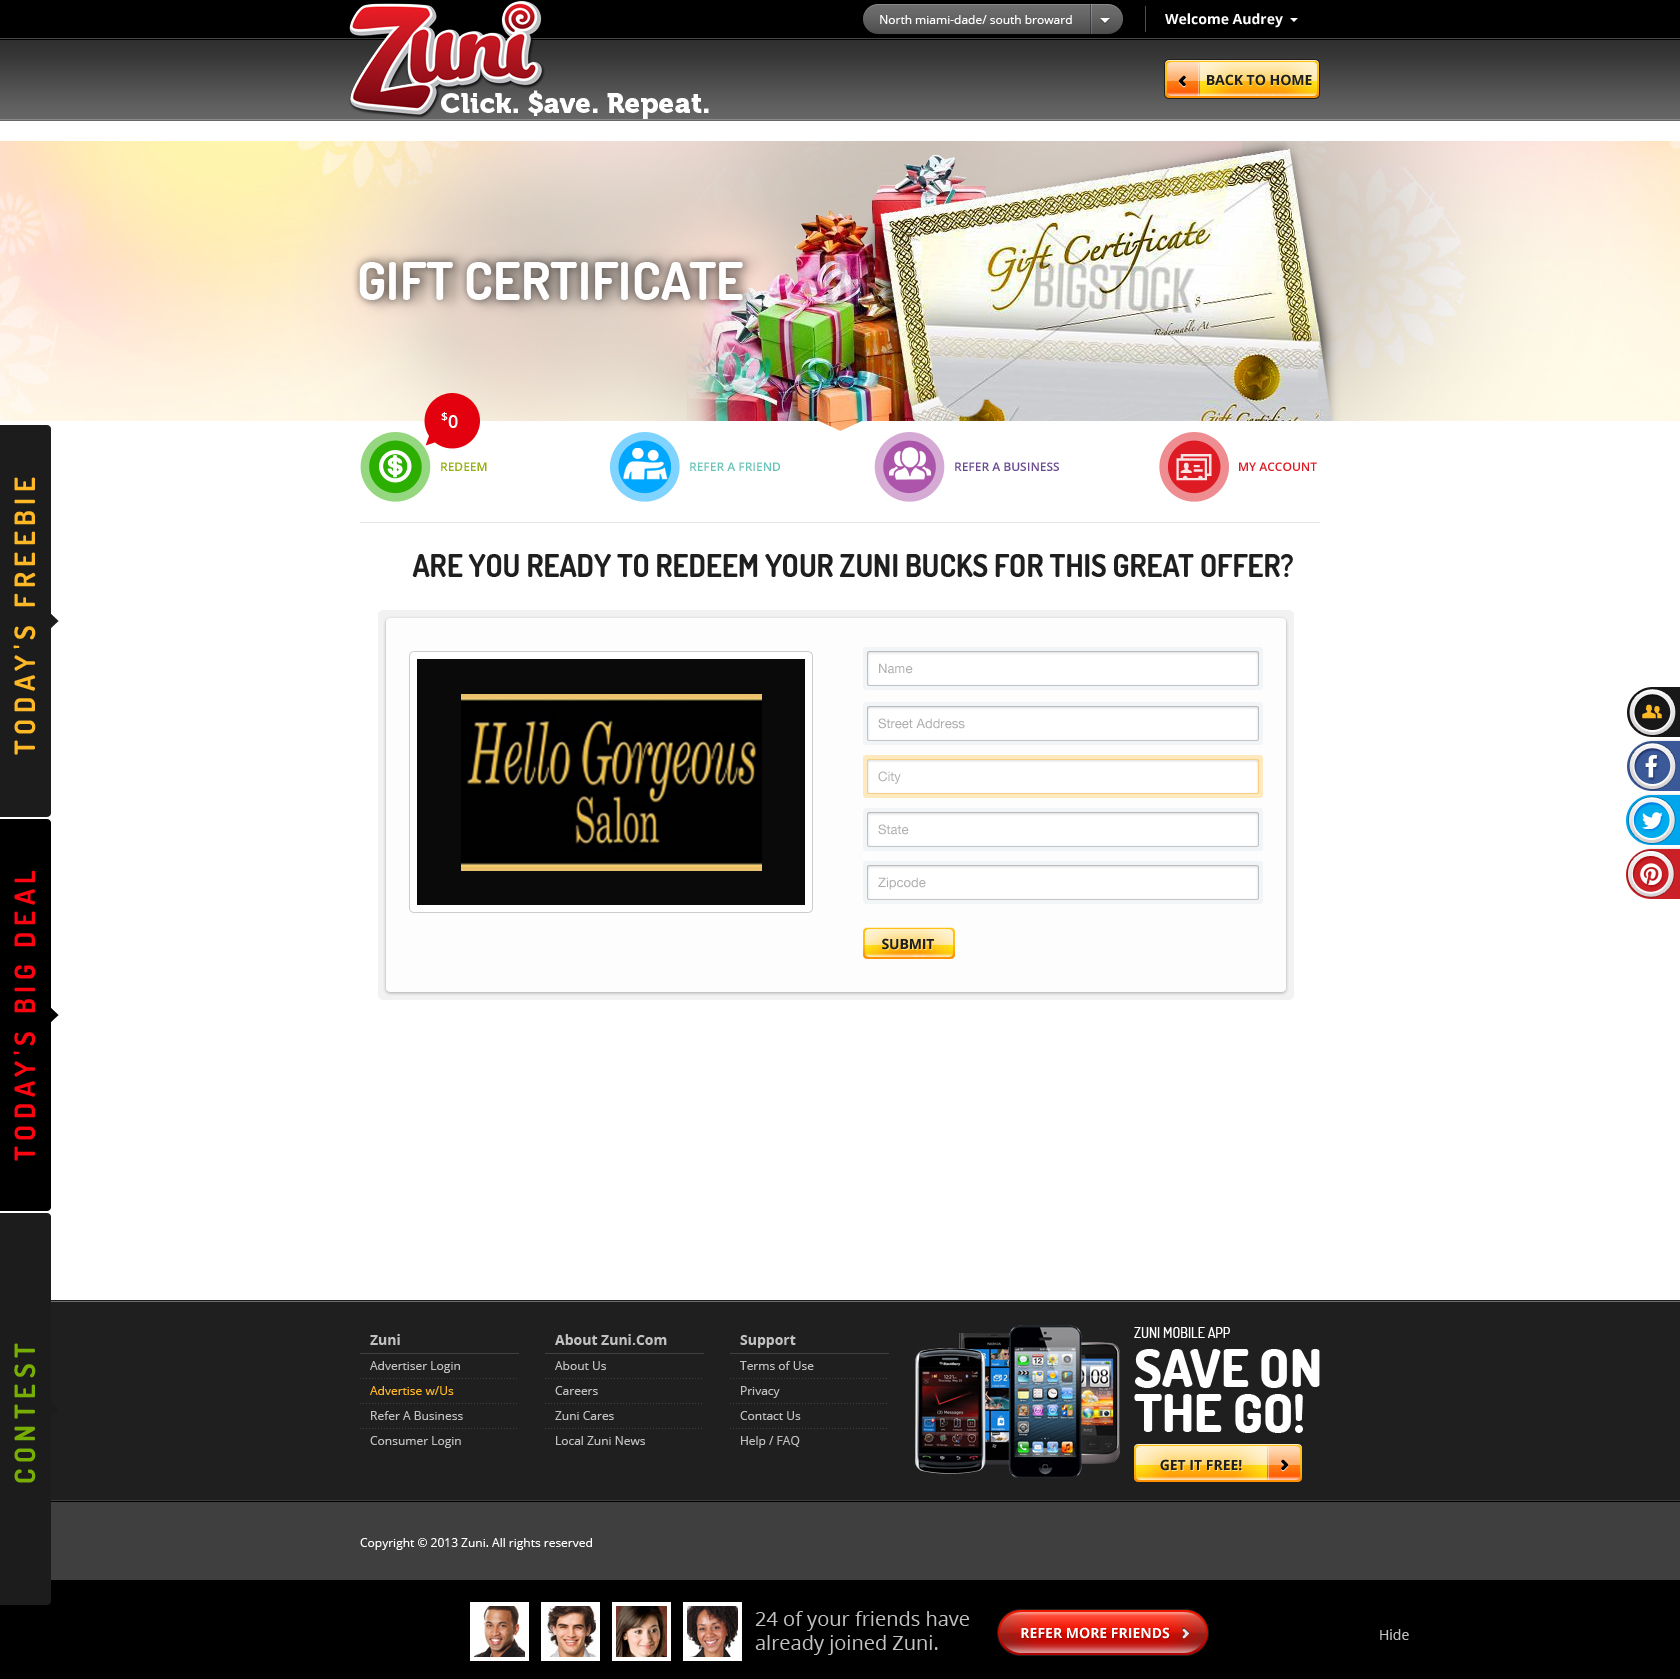 Zuni
Click. $ave. Repeat.
North miami-dade/ south broward
Welcome Audrey
BACK TO HOME
GIFT CERTIFICATE
Gift Certificate
BIGSTOCK
$
Redeemable At
Gift Certificate
$0
REDEEM
REFER A FRIEND
REFER A BUSINESS
MY ACCOUNT
TODAY'S FREEBIE
TODAY'S BIG DEAL
CONTEST
ARE YOU READY TO REDEEM YOUR ZUNI BUCKS FOR THIS GREAT OFFER?
Hello Gorgeous
Salon
Name
Street Address
City
State
Zipcode
SUBMIT
Zuni
Advertiser Login
Advertise w/Us
Refer A Business
Consumer Login
About Zuni.Com
About Us
Careers
Zuni Cares
Local Zuni News
Support
Terms of Use
Privacy
Contact Us
Help / FAQ
ZUNI MOBILE APP
SAVE ON
THE GO!
GET IT FREE!
Copyright © 2013 Zuni. All rights reserved
24 of your friends have
already joined Zuni.
REFER MORE FRIENDS
Hide